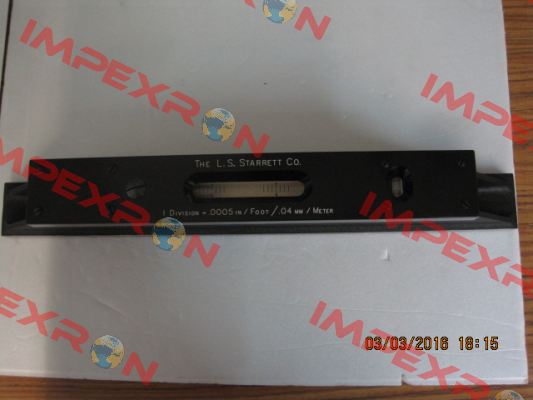 IMPEXRON
IMPEXRON
IMPEXRON
THE L.S. STARRETT CO.
1 DIVISION = .0005 IN / FOOT / .04 MM / METER
IMPEXRON
IMPEXRON
IMPEXRON
03/03/2016 18:15